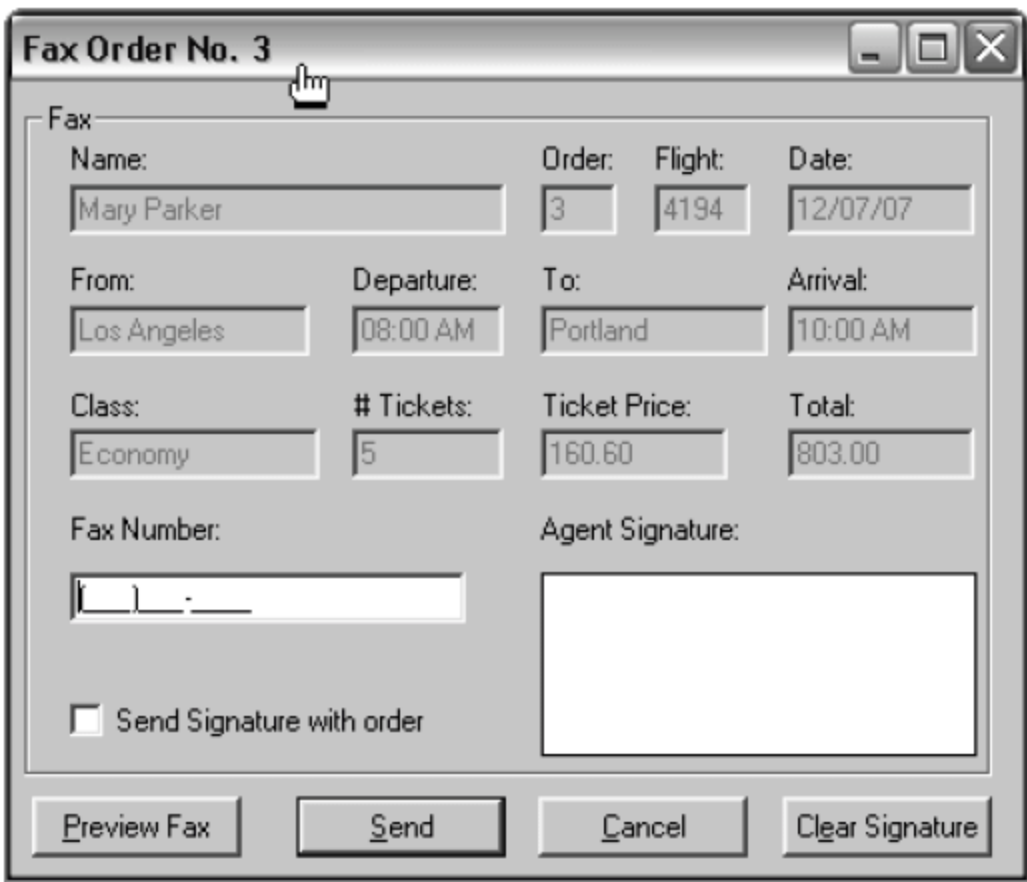 Fax Order No. 3
Fax
Name: Order: Flight: Date:
Mary Parker 3 4194 12/07/07
From: Departure: To: Arrival:
Los Angeles 08:00 AM Portland 10:00 AM
Class: # Tickets: Ticket Price: Total:
Economy 5 160.60 803.00
Fax Number: Agent Signature:
(___)___-____
Send Signature with order
Preview Fax Send Cancel Clear Signature